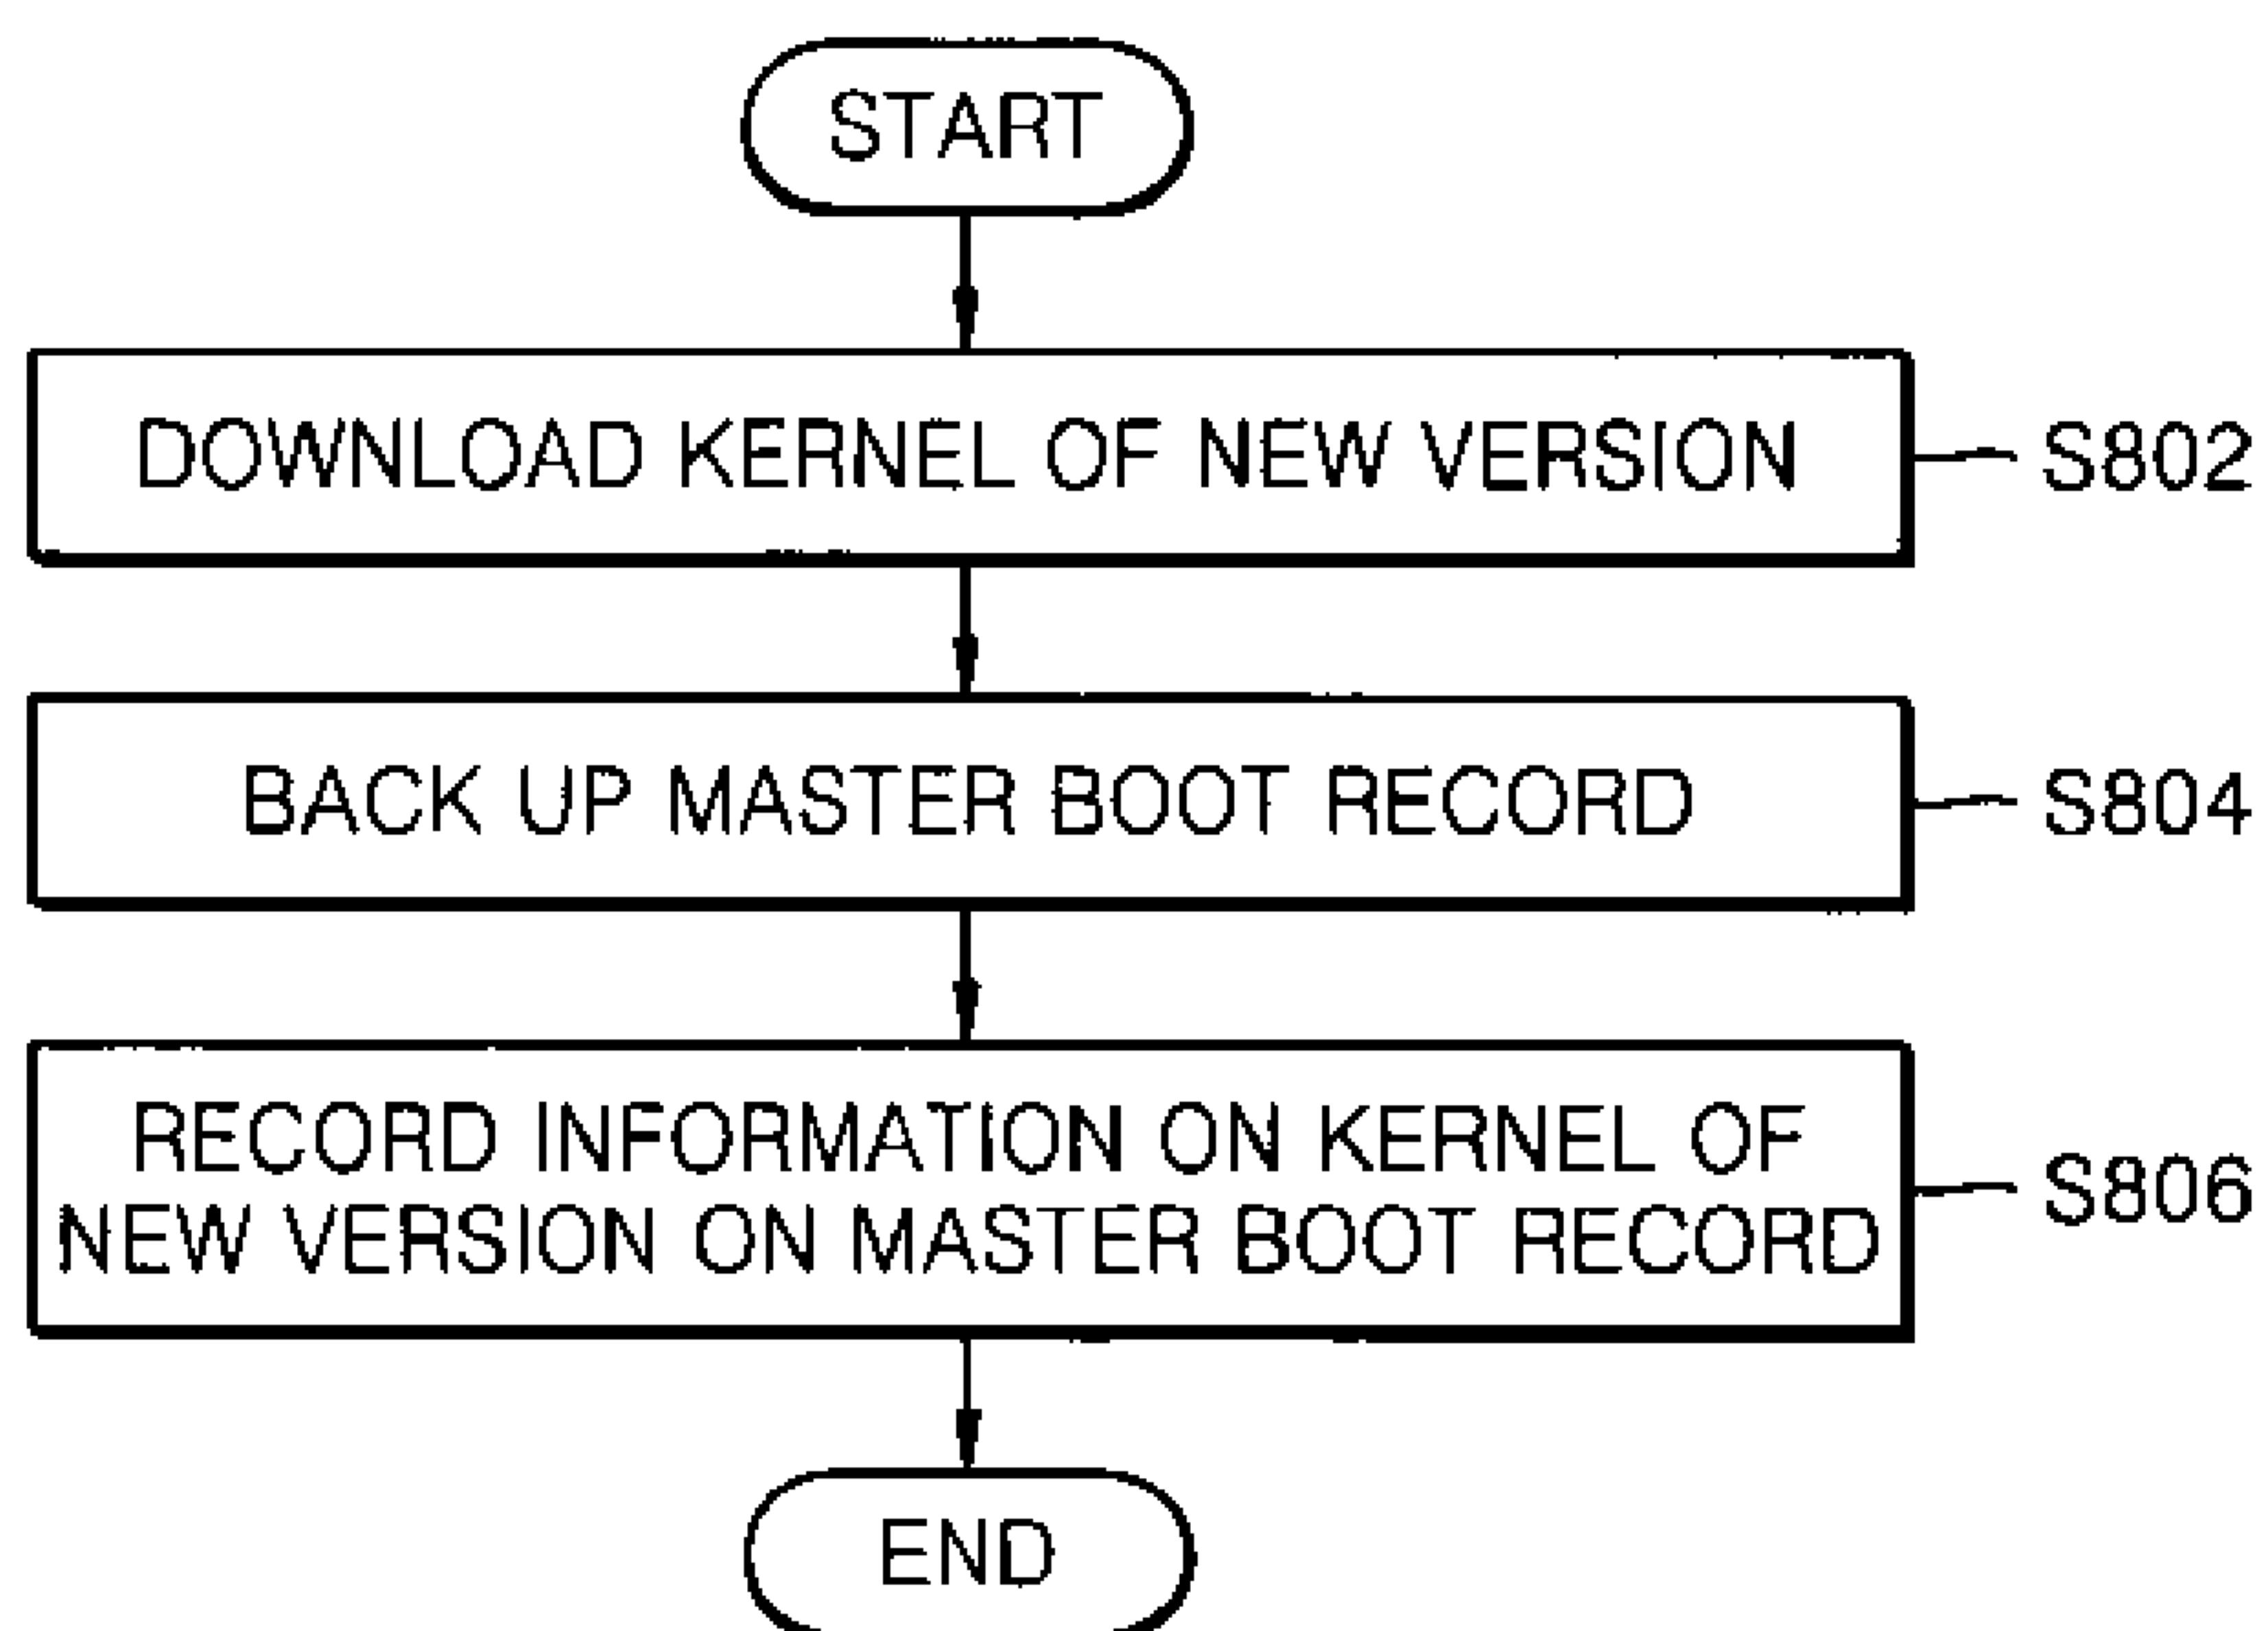 START
DOWNLOAD KERNEL OF NEW VERSION
S802
BACK UP MASTER BOOT RECORD
S804
RECORD INFORMATION ON KERNEL OF
NEW VERSION ON MASTER BOOT RECORD
S806
END